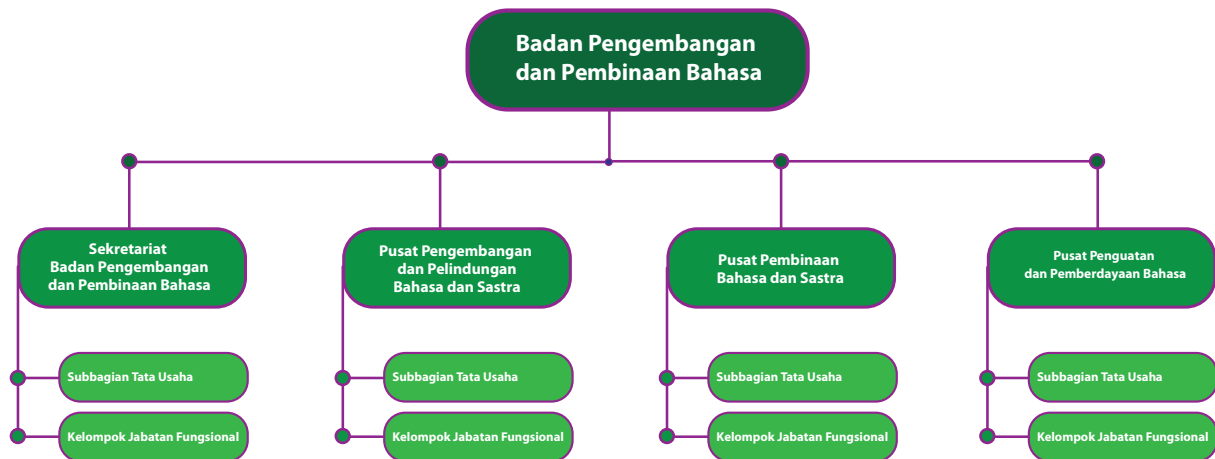 Badan Pengembangan
dan Pembinaan Bahasa
Sekretariat
Badan Pengembangan
dan Pembinaan Bahasa
Subbagian Tata Usaha
Kelompok Jabatan Fungsional
Pusat Pengembangan
dan Pelindungan
Bahasa dan Sastra
Subbagian Tata Usaha
Kelompok Jabatan Fungsional
Pusat Pembinaan
Bahasa dan Sastra
Subbagian Tata Usaha
Kelompok Jabatan Fungsional
Pusat Penguatan
dan Pemberdayaan Bahasa
Subbagian Tata Usaha
Kelompok Jabatan Fungsional